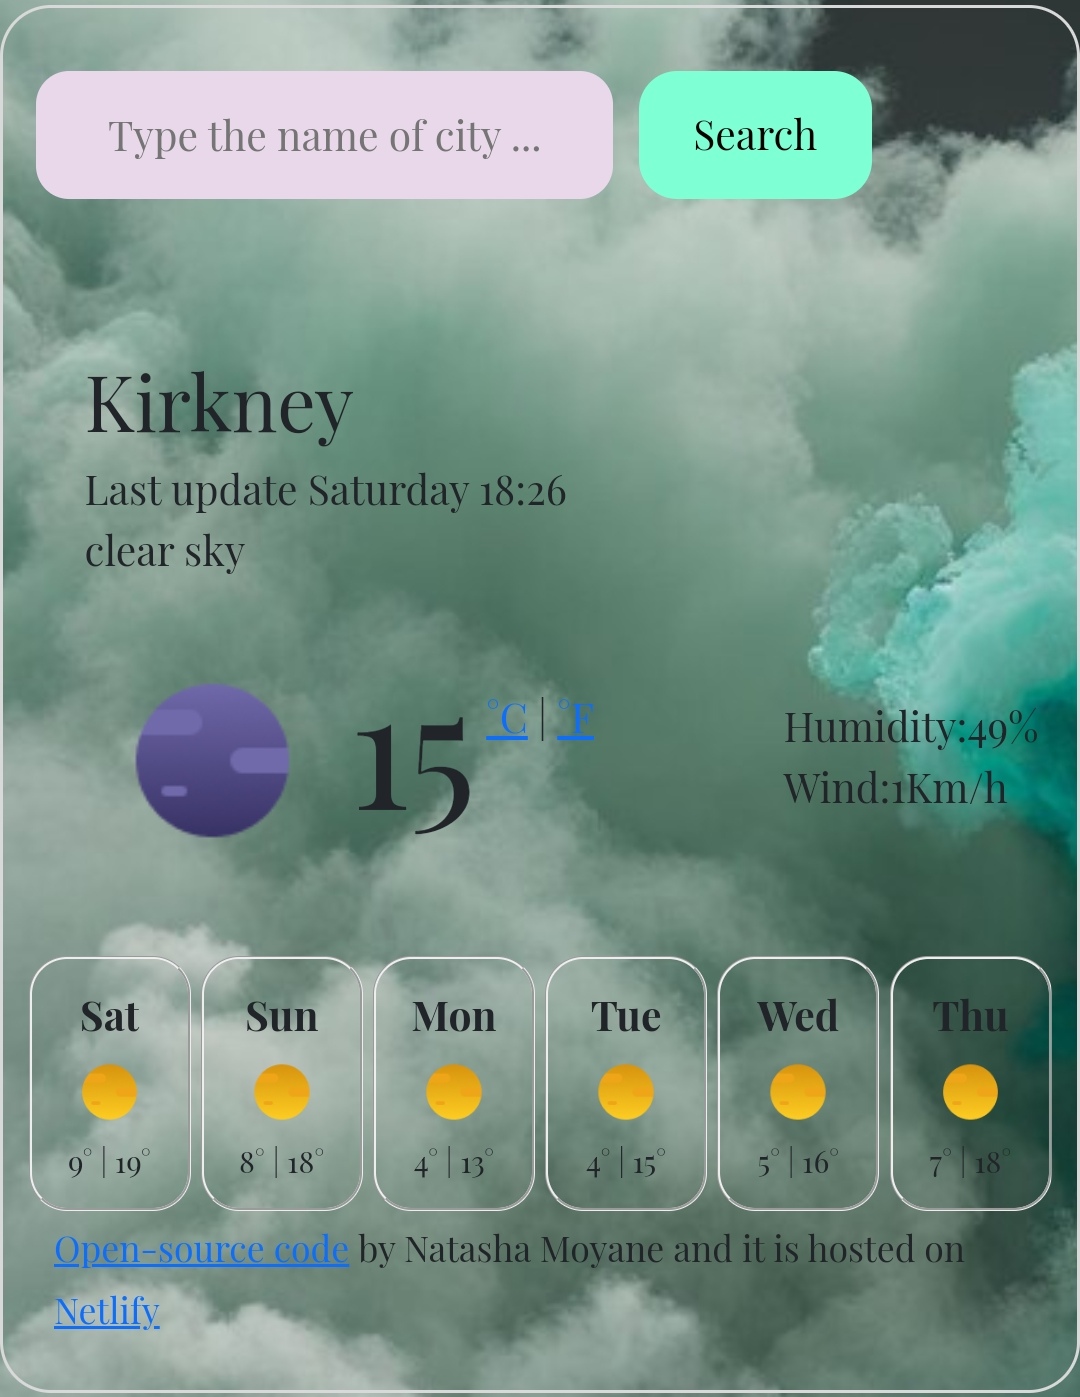 Type the name of city ...
Search
Kirkney
Last update Saturday 18:26
clear sky
15 °C | °F
Humidity:49%
Wind:1Km/h
Sat Sun Mon Tue Wed Thu
9° | 19° 8° | 18° 4° | 13° 4° | 15° 5° | 16° 7° | 18°
Open-source code by Natasha Moyane and it is hosted on
Netlify